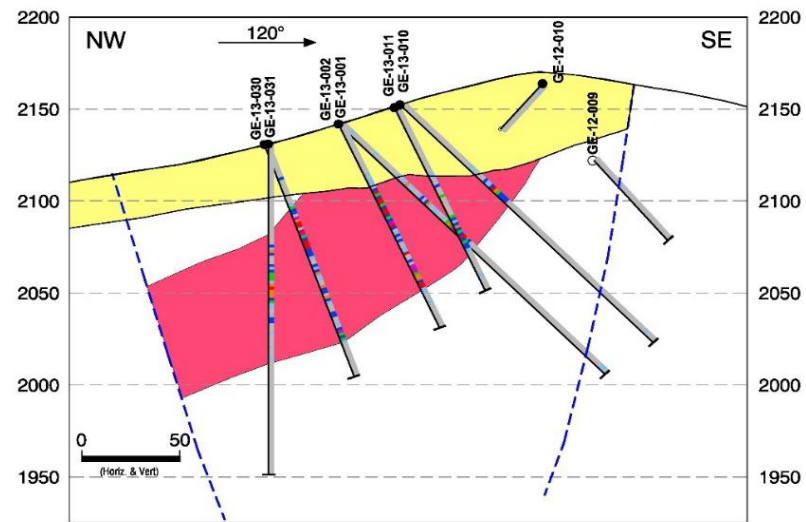 2200
2200
NW
120°
SE
GE-13-030
GE-13-031
GE-13-002
GE-13-001
GE-13-011
GE-13-010
GE-12-010
GE-12-009
2150
2150
2100
2100
2050
2050
2000
2000
0 50
(Horiz. & Vert)
1950
1950